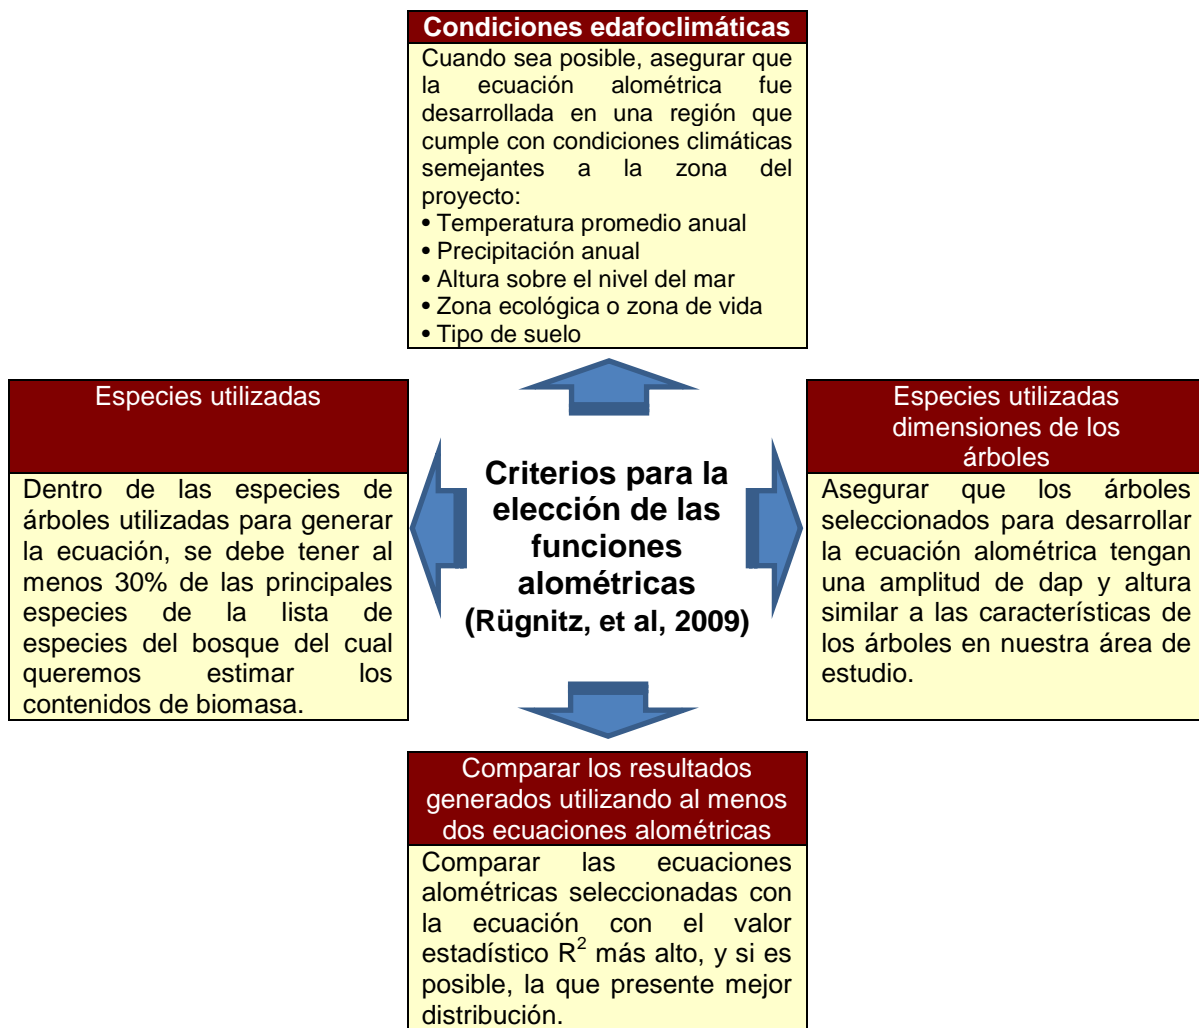 Condiciones edafoclimáticas
Cuando sea posible, asegurar que
la ecuación alométrica fue
desarrollada en una región que
cumple con condiciones climáticas
semejantes a la zona del
proyecto:
• Temperatura promedio anual
• Precipitación anual
• Altura sobre el nivel del mar
• Zona ecológica o zona de vida
• Tipo de suelo
Especies utilizadas
Dentro de las especies de
árboles utilizadas para generar
la ecuación, se debe tener al
menos 30% de las principales
especies de la lista de
especies del bosque del cual
queremos estimar los
contenidos de biomasa.
Criterios para la
elección de las
funciones
alométricas
(Rügnitz, et al, 2009)
Especies utilizadas
dimensiones de los
árboles
Asegurar que los árboles
seleccionados para desarrollar
la ecuación alométrica tengan
una amplitud de dap y altura
similar a las características de
los árboles en nuestra área de
estudio.
Comparar los resultados
generados utilizando al menos
dos ecuaciones alométricas
Comparar las ecuaciones
alométricas seleccionadas con
la ecuación con el valor
estadístico R² más alto, y si es
posible, la que presente mejor
distribución.